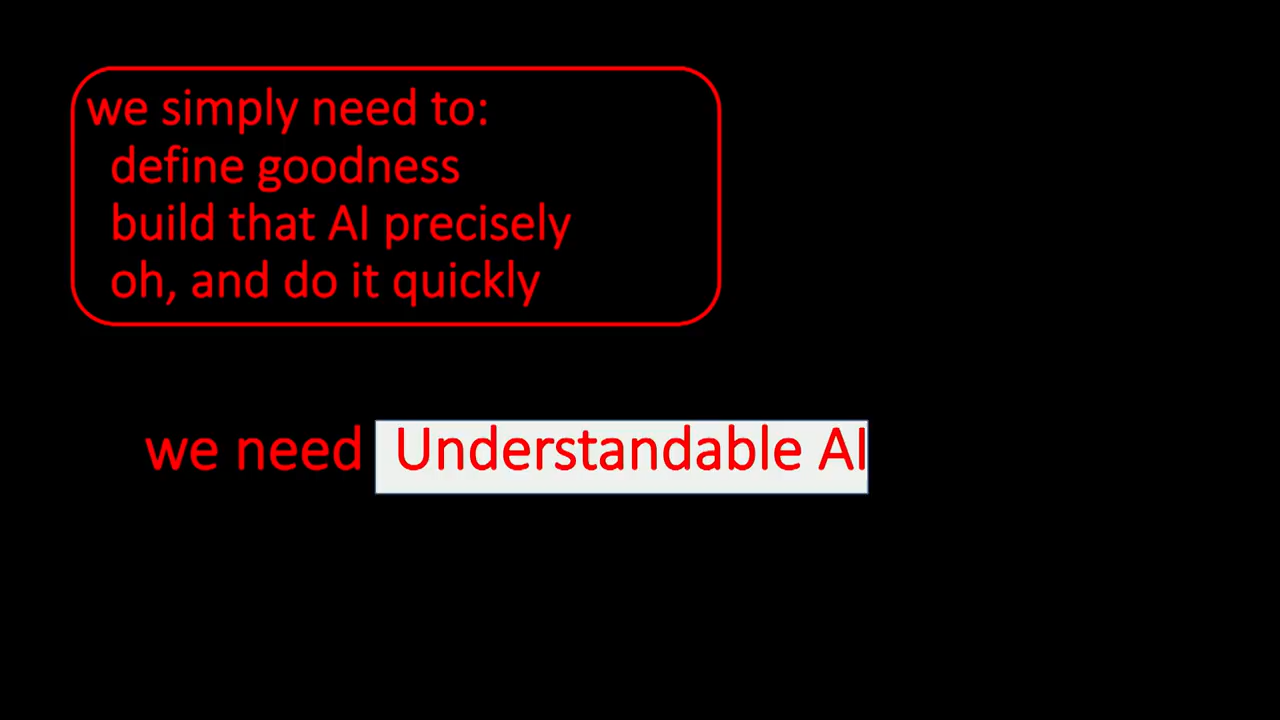 we simply need to:
define goodness
build that AI precisely
oh, and do it quickly
we need Understandable AI